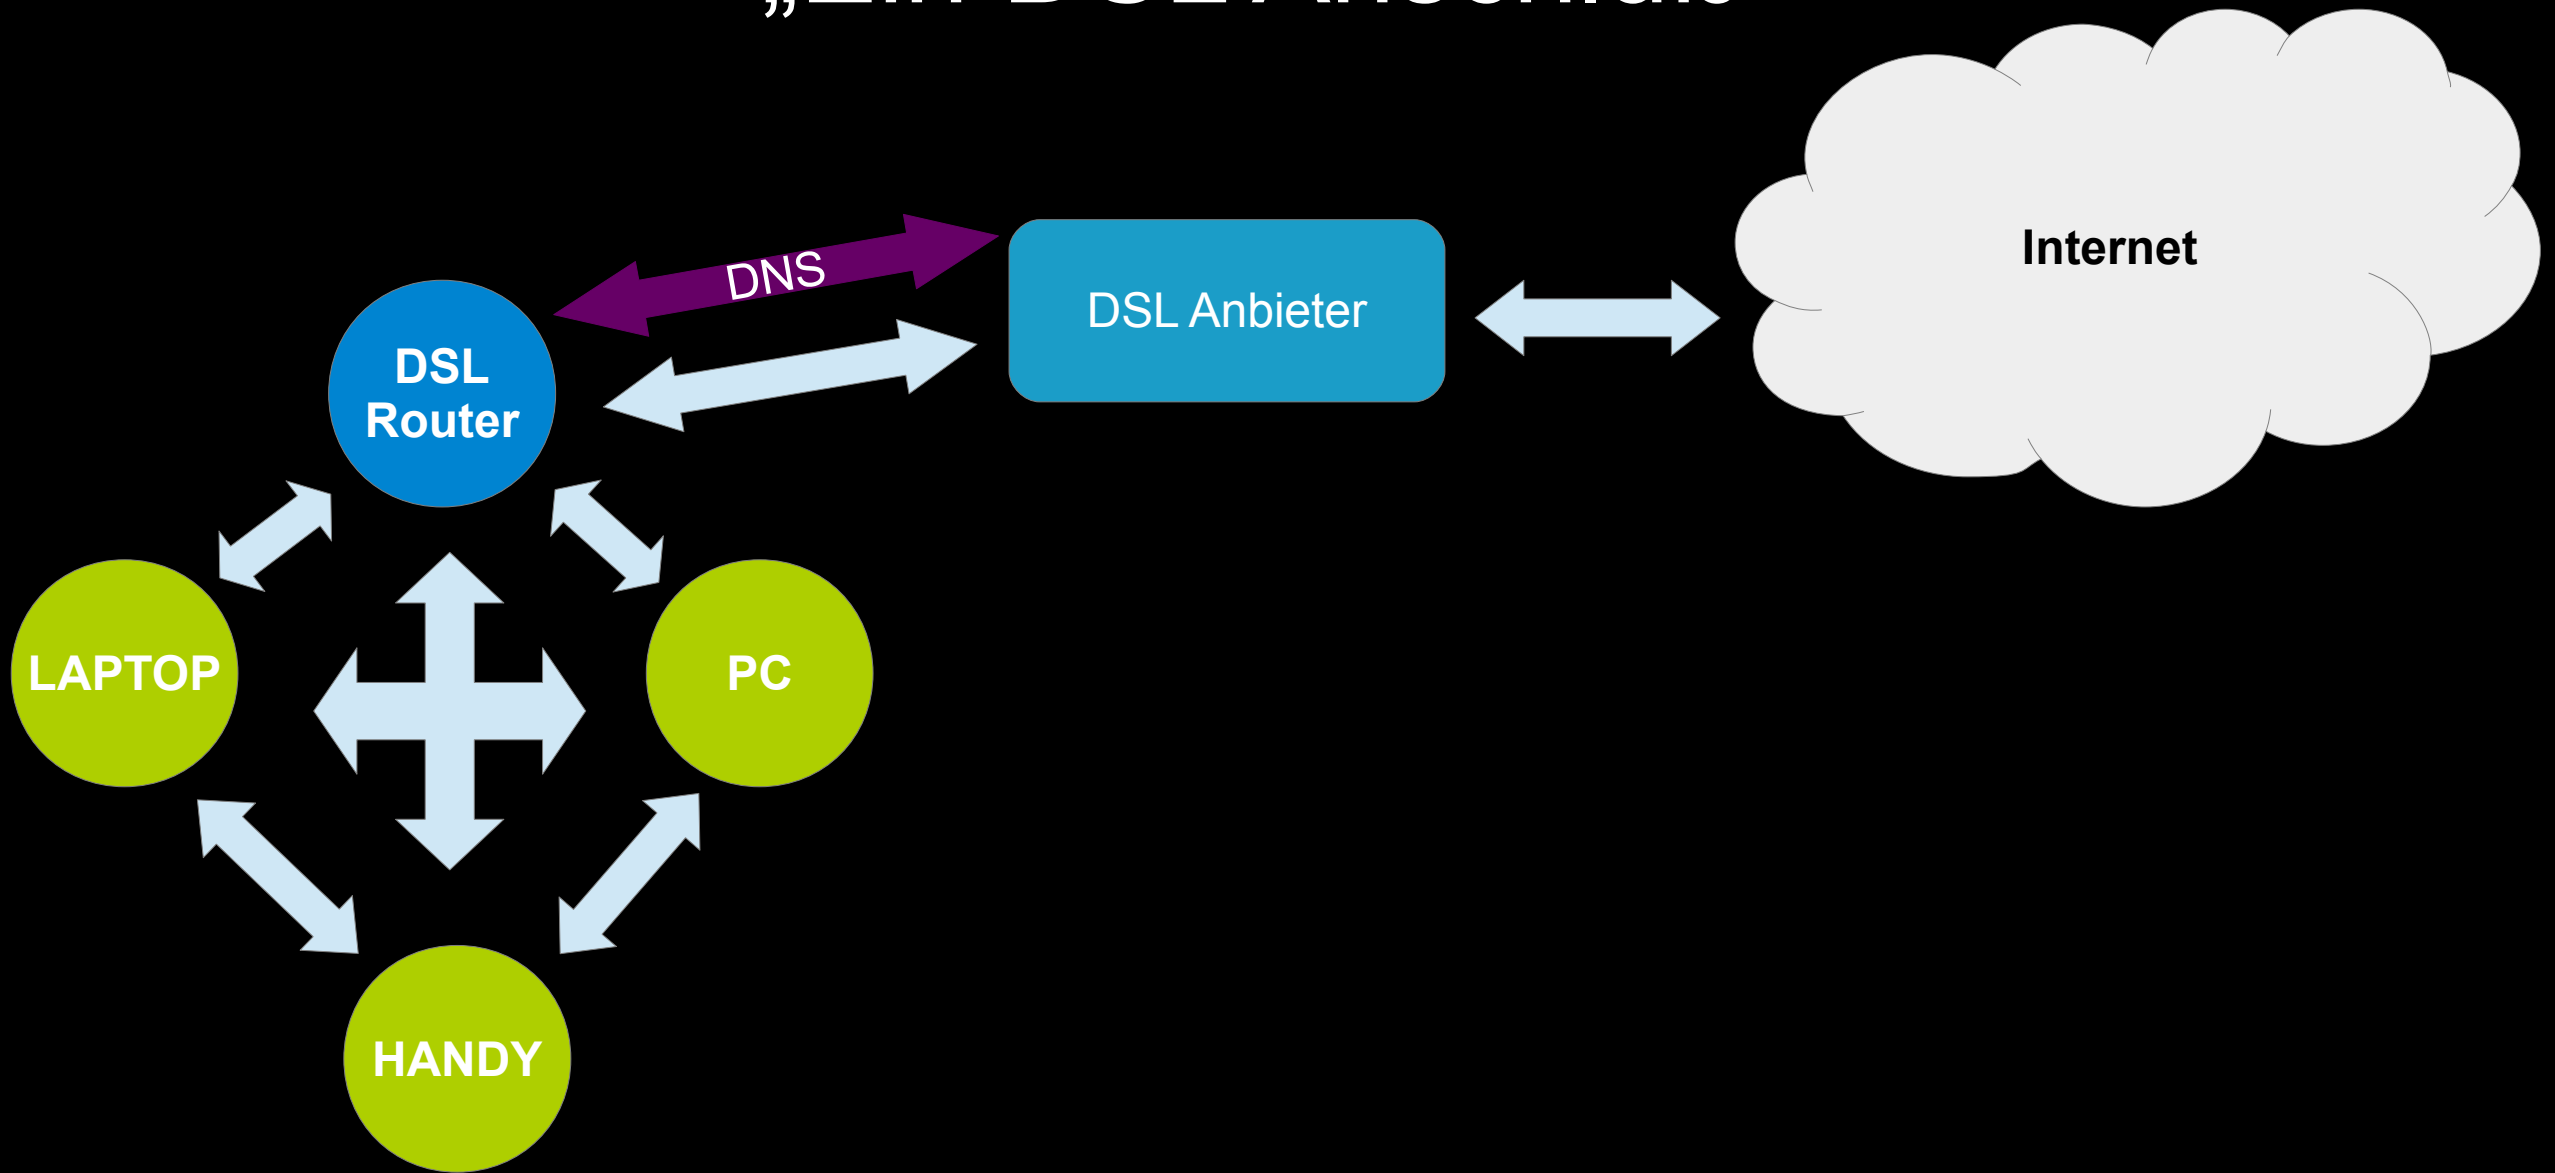 DNS
Internet
DSL Anbieter
DSL
Router
LAPTOP
PC
HANDY